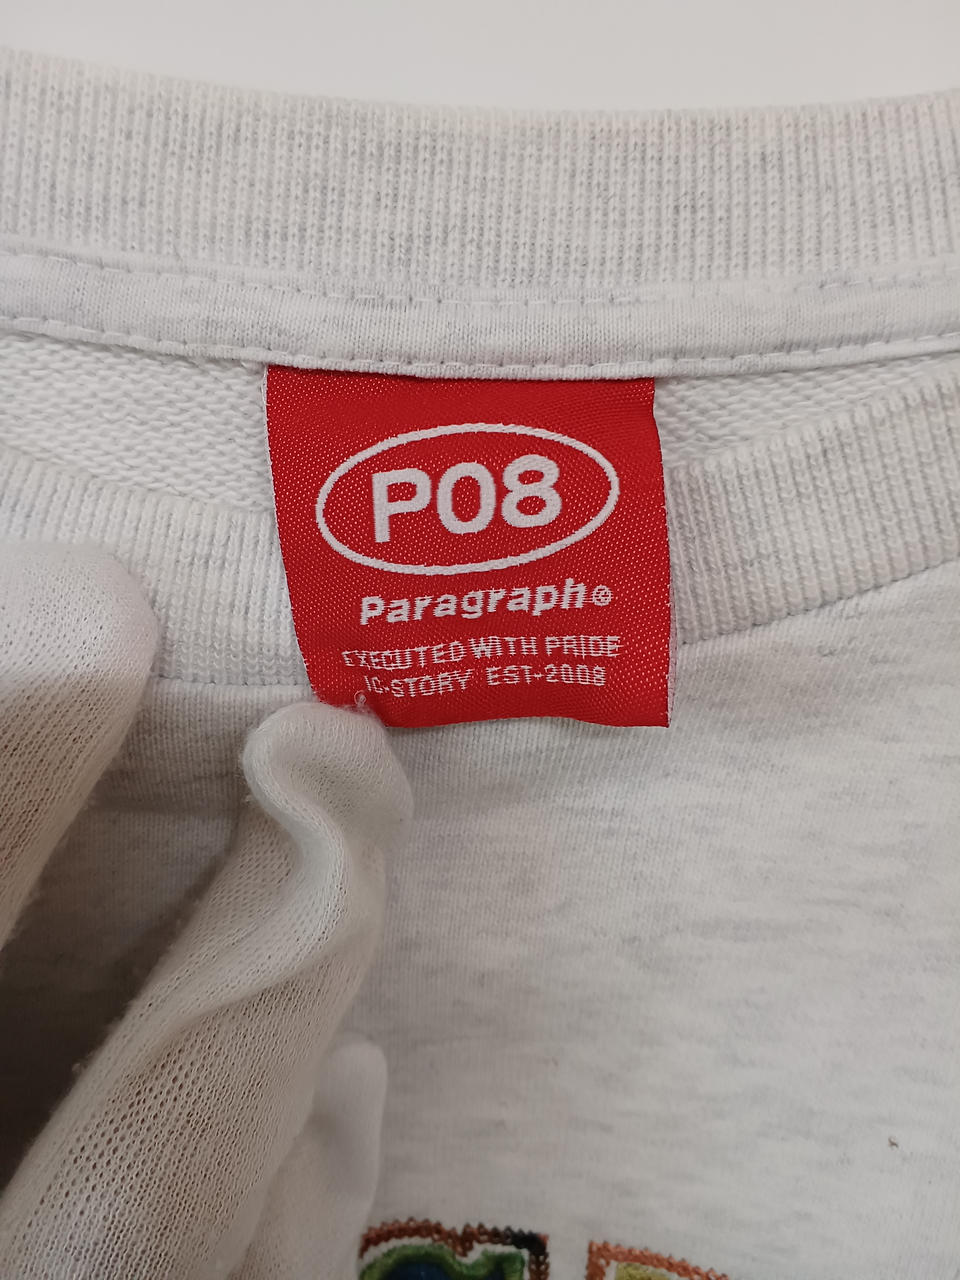 P08
Paragraph®
EXECUTED WITH PRIDE
IC-STORY EST-2008